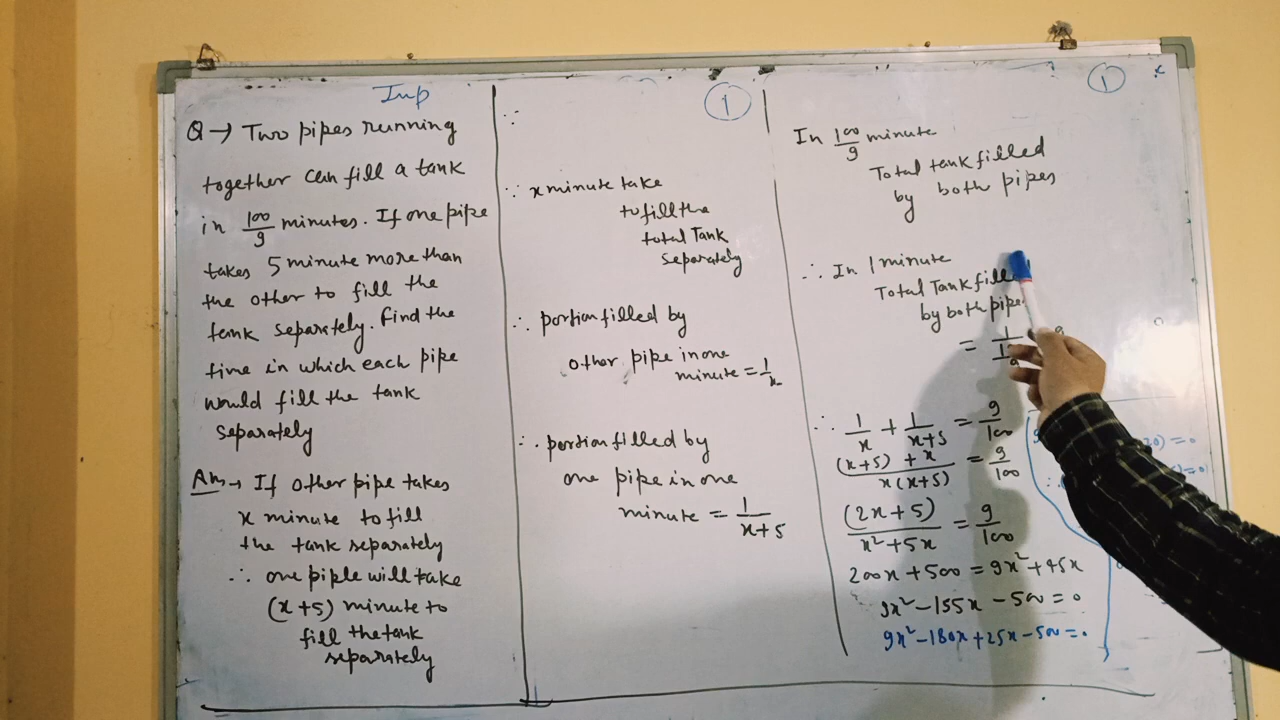 Imp
Q → Two pipes running
together can fill a tank
in 100/9 minutes. If one pipe
takes 5 minute more than
the other to fill the
tank separately. find the
time in which each pipe
would fill the tank
separately
Ans → If other pipe takes
x minute to fill
the tank separately
∴ one piple will take
(x+5) minute to
fill the tank
separately
1
∵
∵ x minute take
to fill the
total Tank
separately
∴ portion filled by
other pipe in one
minute = 1/x
∴ portion filled by
one pipe in one
minute = 1/x+5
1
In 100/9 minute
Total tank filled
by both pipes
∴ In 1 minute
Total Tank
by both pipe
=
∴ 1/x + 1/x+5 = 9/100
(x+5) + x / x(x+5) = 9/100
(2x+5) / x²+5x = 9/100
200x + 500 = 9x² + 45x
9x² - 155x - 500 = 0
9x² - 180x + 25x - 500 = 0